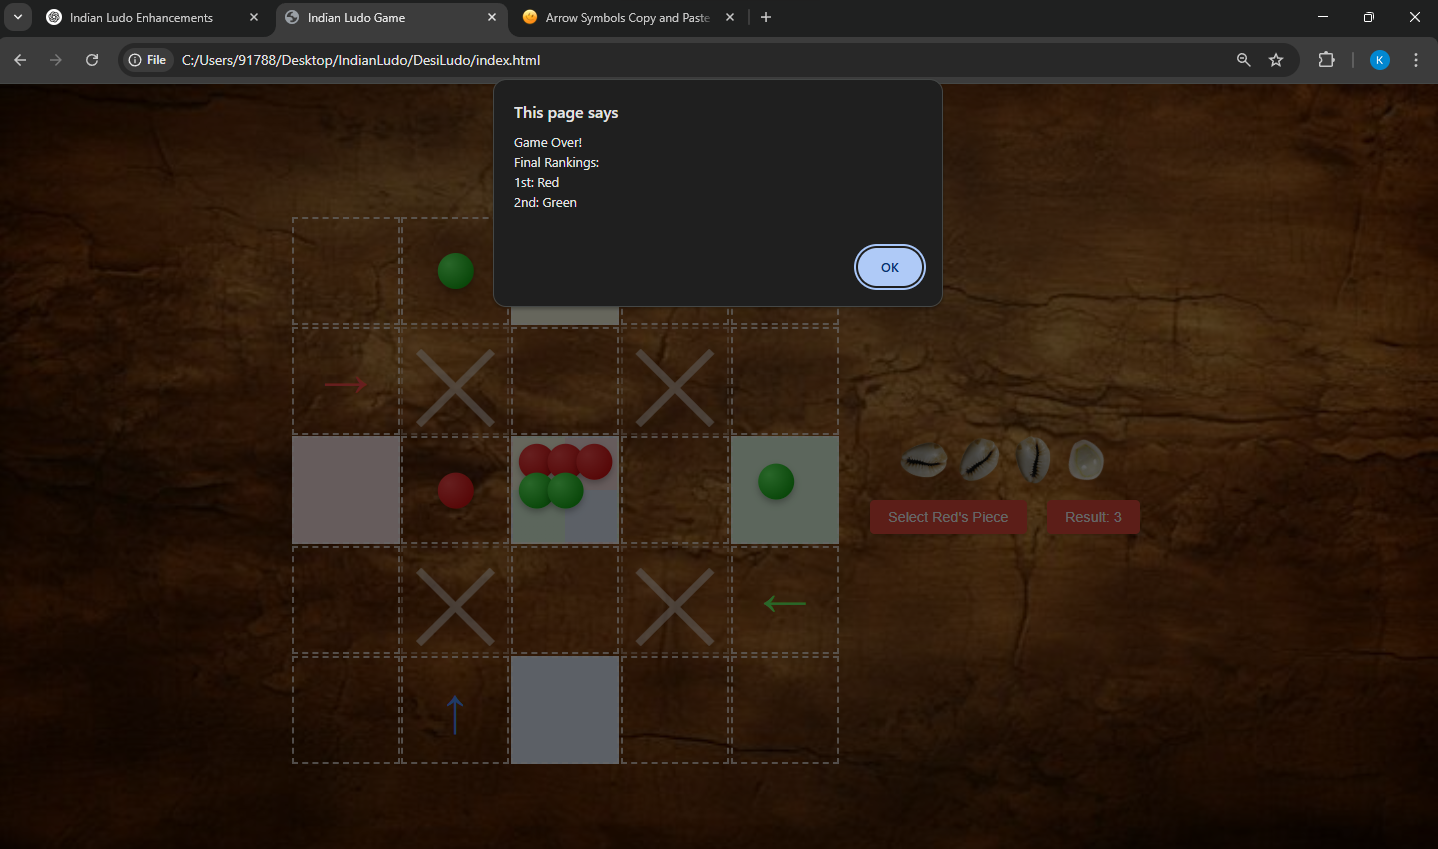 Indian Ludo Enhancements
Indian Ludo Game
Arrow Symbols Copy and Paste
File
C:/Users/91788/Desktop/IndianLudo/DesiLudo/index.html
K
This page says
Game Over!
Final Rankings:
1st: Red
2nd: Green
OK
Select Red's Piece
Result: 3